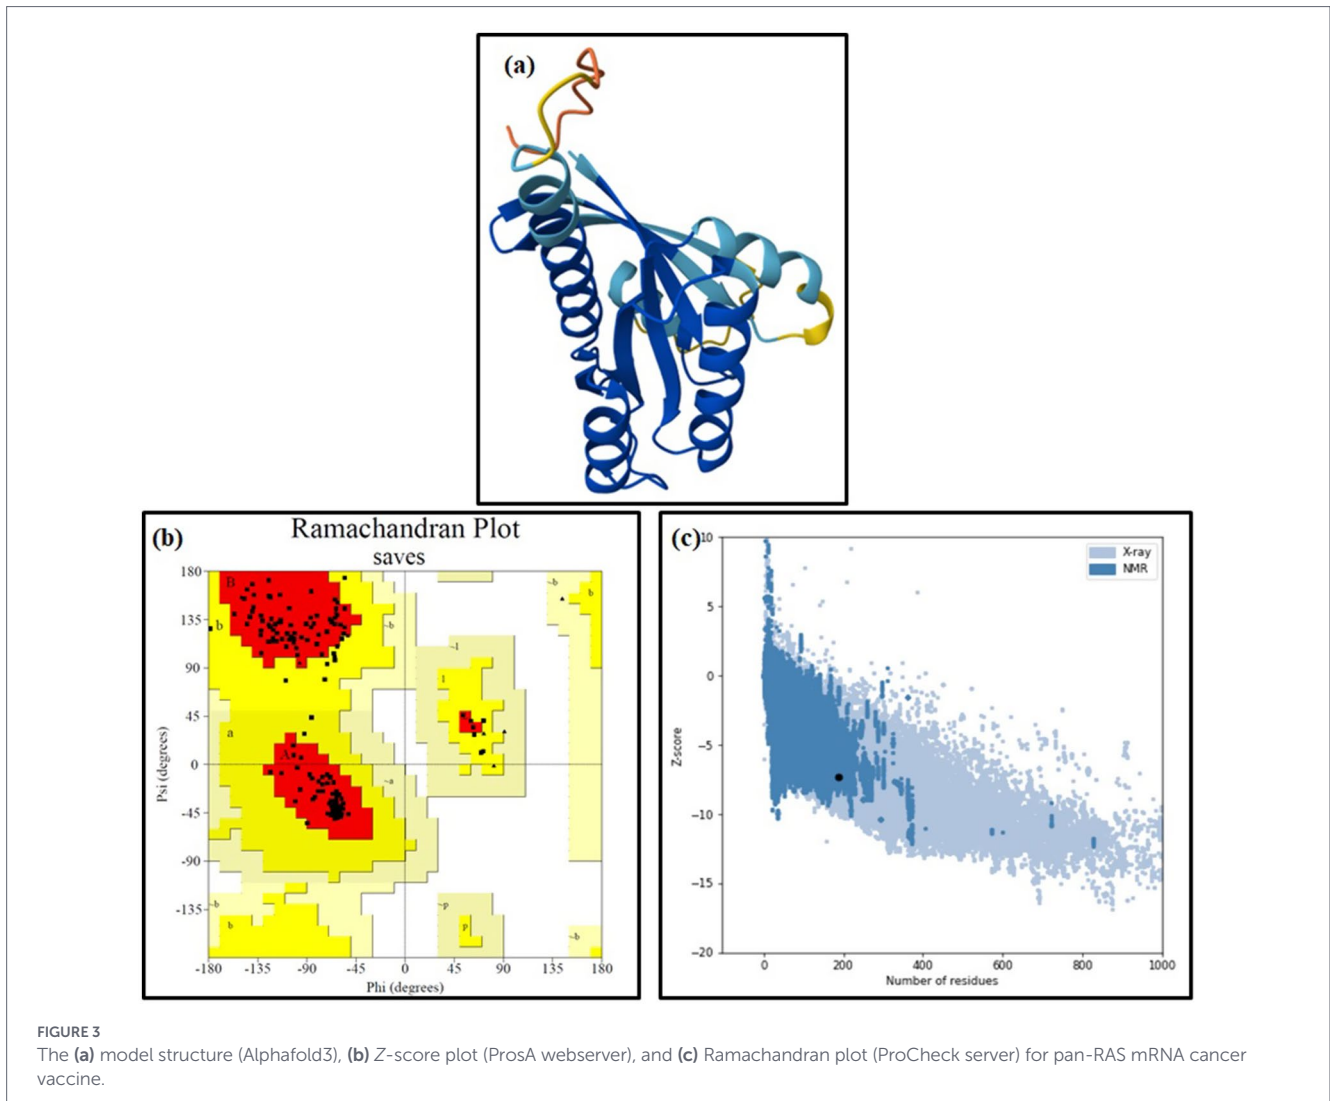 (a)
(b)
Ramachandran Plot
saves
180
135
90
45
0
-45
-90
-135
-180
-135
-90
-45
0
45
90
135
180
Psi (degrees)
Phi (degrees)
B
b
~b
a
A
~a
~l
l
~b
b
~b
b
~p
p
~b
(c)
10
5
0
−5
−10
−15
−20
0
200
400
600
800
1000
Z-score
Number of residues
X-ray
NMR
FIGURE 3
The (a) model structure (Alphafold3), (b) Z-score plot (ProsA webserver), and (c) Ramachandran plot (ProCheck server) for pan-RAS mRNA cancer
vaccine.